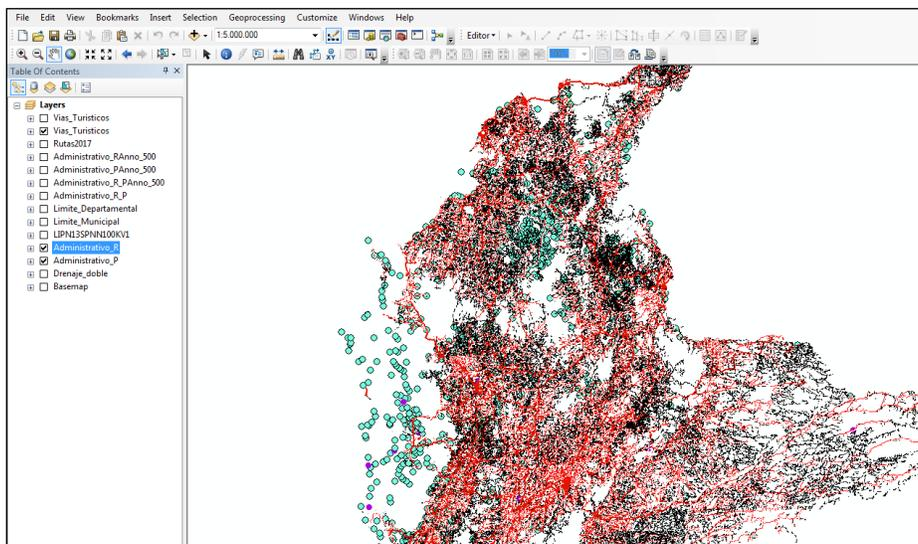 File Edit View Bookmarks Insert Selection Geoprocessing Customize Windows Help
1:5.000.000
Editor
Table Of Contents
Layers
Vias_Turisticos
Vias_Turisticos
Rutas2017
Administrativo_RAnno_500
Administrativo_PAnno_500
Administrativo_R_PAnno_500
Administrativo_R_P
Limite_Departamental
Limite_Municipal
LIPN13SPNN100KV1
Administrativo_R
Administrativo_P
Drenaje_doble
Basemap